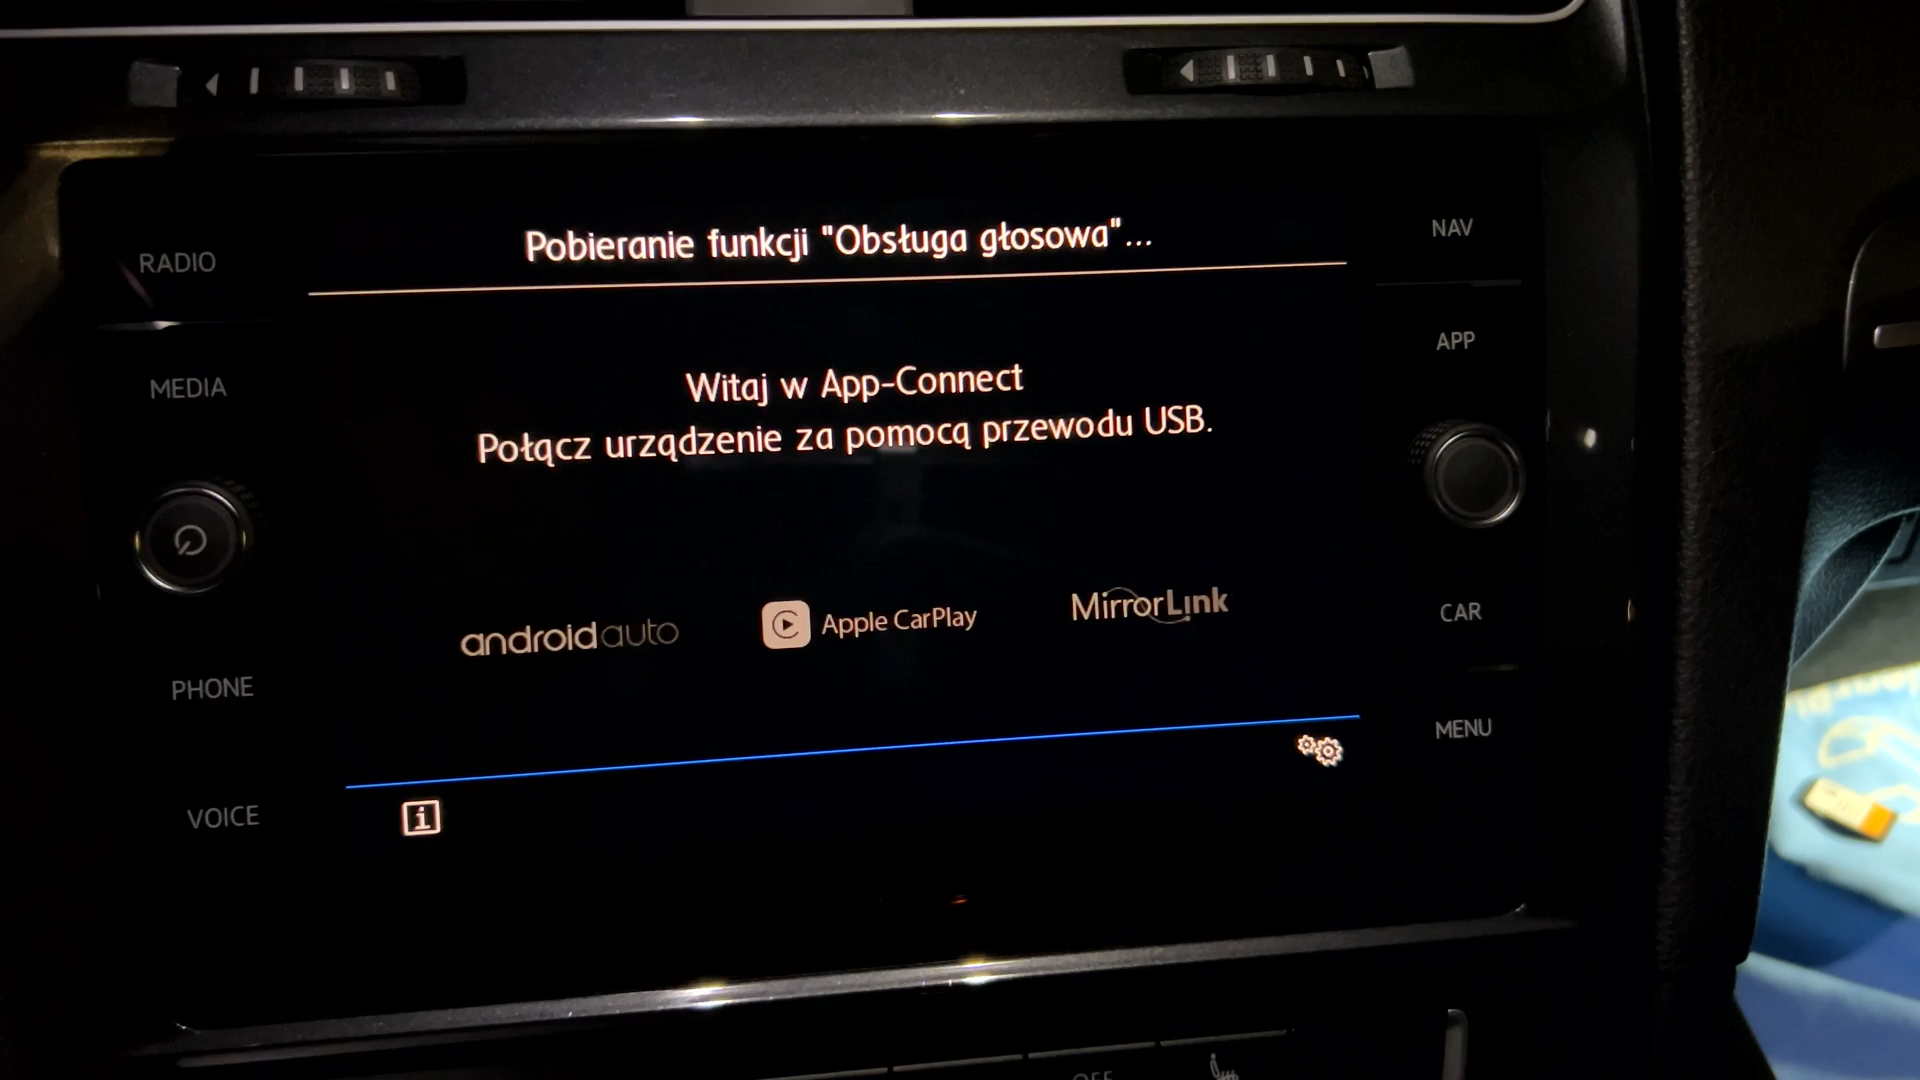 RADIO
MEDIA
PHONE
VOICE
Pobieranie funkcji "Obsługa głosowa"...
Witaj w App-Connect
Połącz urządzenie za pomocą przewodu USB.
androidauto
Apple CarPlay
MirrorLink
i
NAV
APP
CAR
MENU
OFF